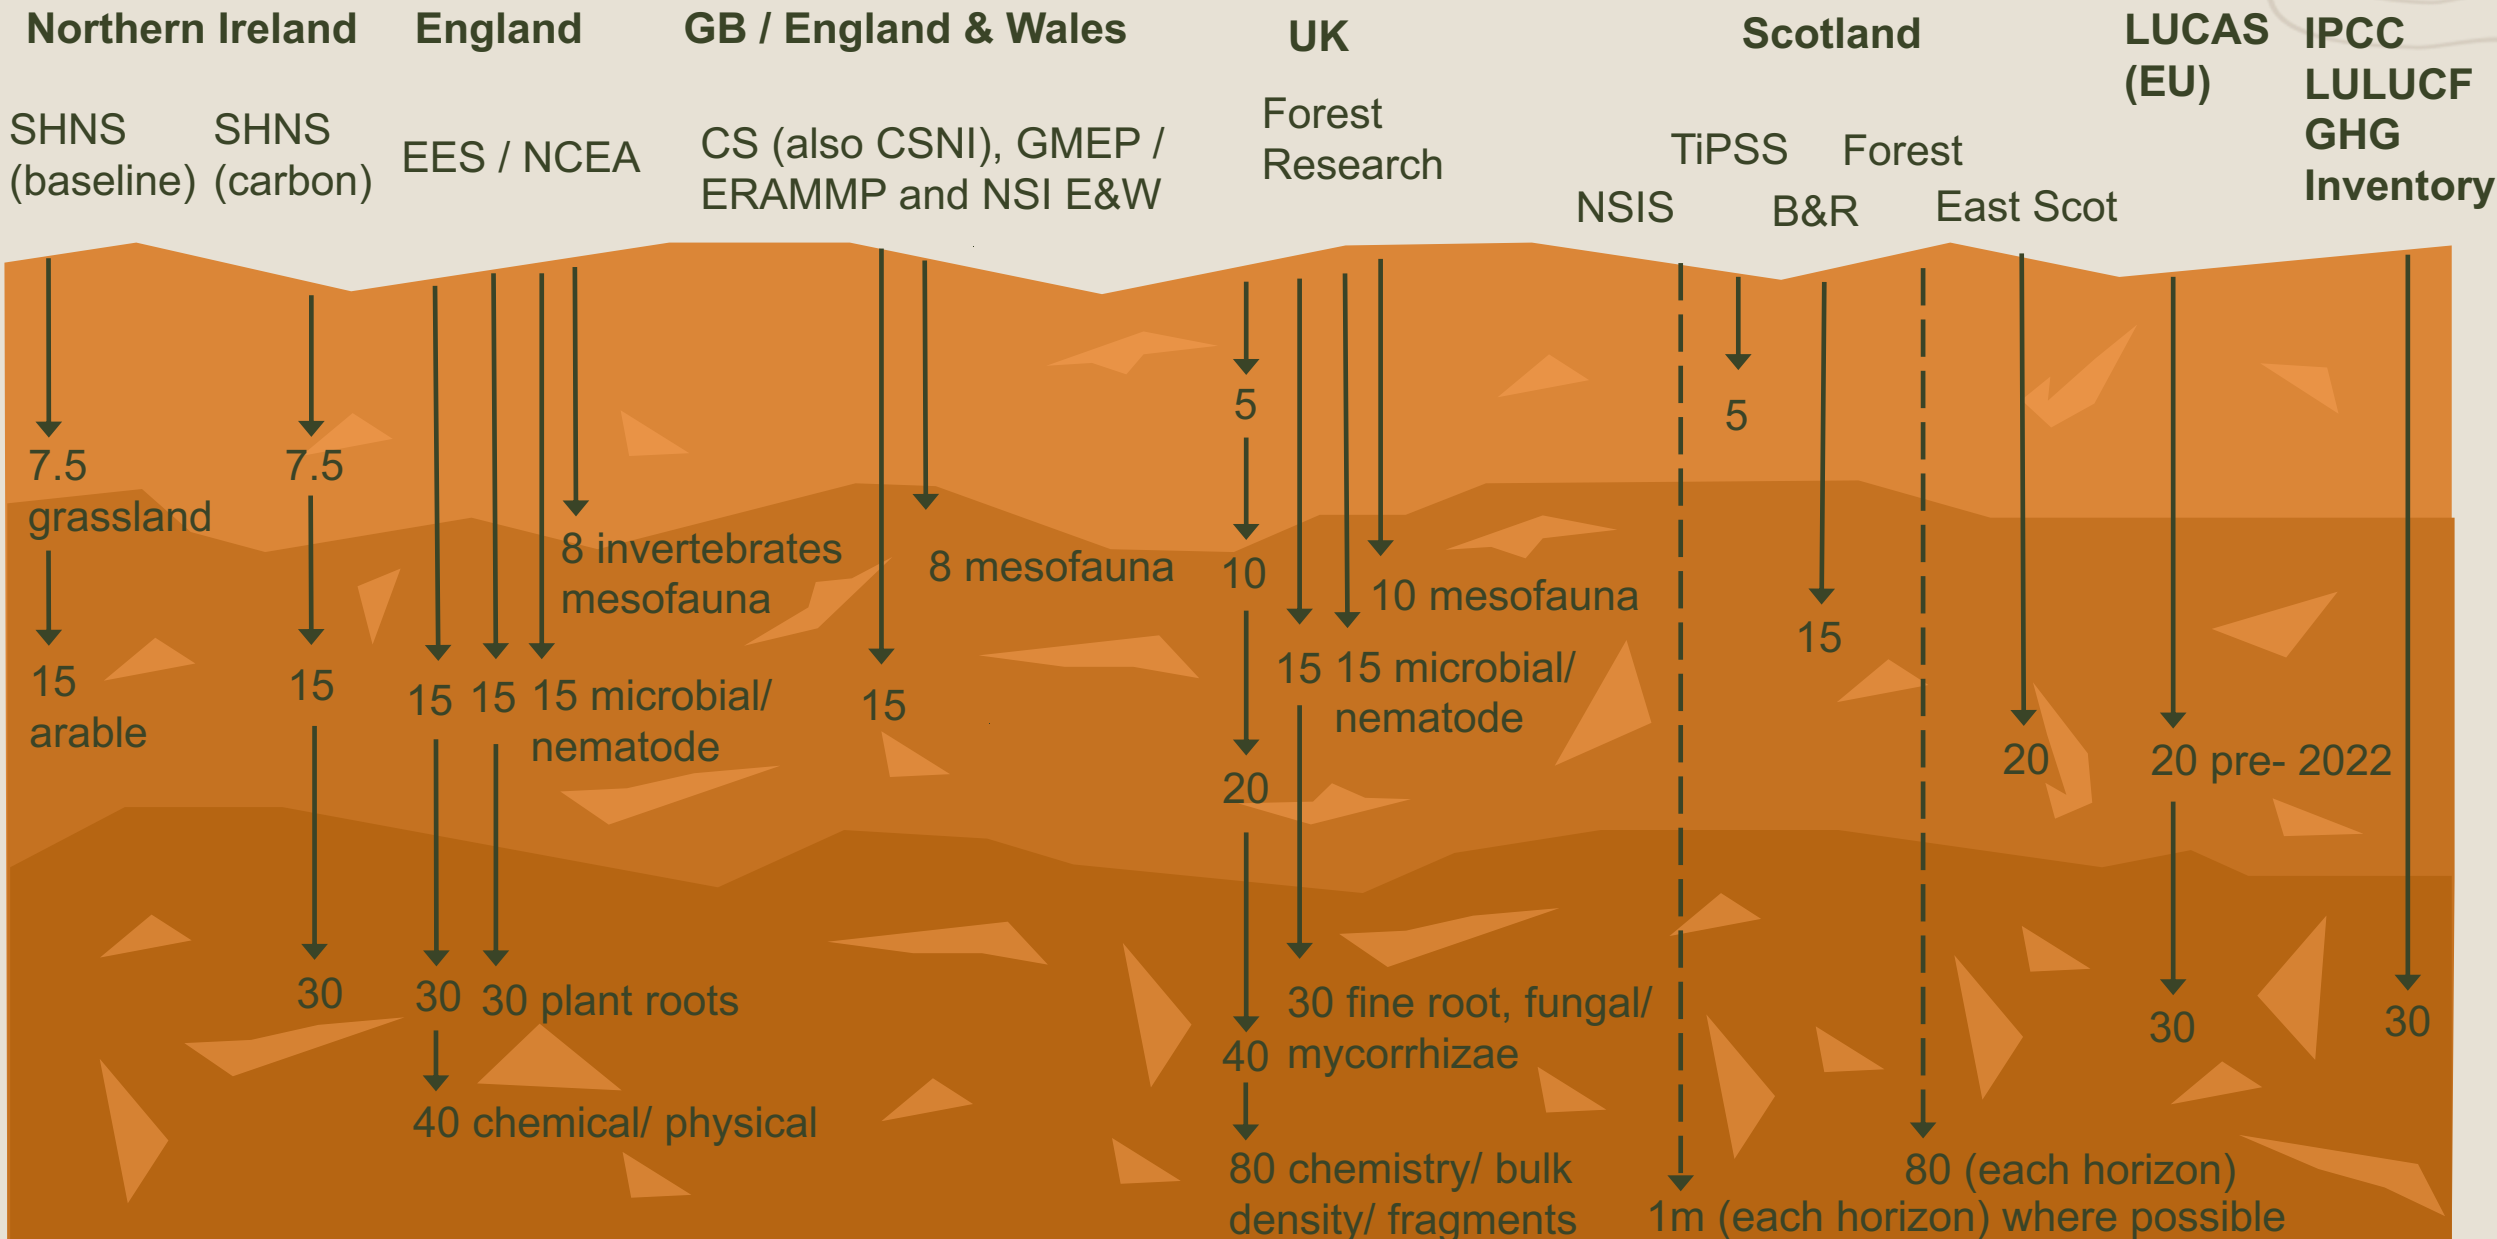 Northern Ireland
England
GB / England & Wales
UK
Scotland
LUCAS
(EU)
IPCC
LULUCF
GHG
Inventory
SHNS
(baseline)
SHNS
(carbon)
EES / NCEA
CS (also CSNI), GMEP /
ERAMMP and NSI E&W
Forest
Research
NSIS
TiPSS
B&R
Forest
East Scot
7.5
grassland
15
arable
7.5
15
30
15
30
40 chemical/ physical
15
30 plant roots
15 microbial/
nematode
8 invertebrates
mesofauna
15
8 mesofauna
5
10
20
40
80 chemistry/ bulk
density/ fragments
15
30 fine root, fungal/
mycorrhizae
15 microbial/
nematode
10 mesofauna
1m (each horizon) where possible
5
15
80 (each horizon)
20
20 pre- 2022
30
30